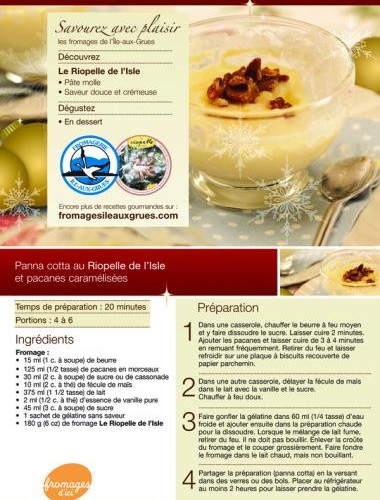 Savourez avec plaisir
les fromages de l'Île-aux-Grues
Découvrez
Le Riopelle de l'Isle
• Pâte molle
• Saveur douce et crémeuse
Dégustez
• En dessert
FROMAGERIE
ILE-AUX-GRUES
riopelle
Encore plus de recettes gourmandes sur :
fromagesileauxgrues.com
Panna cotta au Riopelle de l'Isle
et pacanes caramélisées
Temps de préparation : 20 minutes
Portions : 4 à 6
Ingrédients
Fromage :
• 15 ml (1 c. à soupe) de beurre
• 125 ml (1/2 tasse) de pacanes en morceaux
• 30 ml (2 c. à soupe) de sucre ou de cassonade
• 10 ml (2 c. à thé) de fécule de maïs
• 375 ml (1 1/2 tasse) de lait
• 2 ml (1/2 c. à thé) d'essence de vanille pure
• 45 ml (3 c. à soupe) de sucre
• 1 sachet de gélatine sans saveur
• 180 g (6 oz) de fromage Le Riopelle de l'Isle
fromages
d'ici
Préparation
1 Dans une casserole, chauffer le beurre à feu moyen
et y faire dissoudre le sucre. Laisser cuire 2 minutes.
Ajouter les pacanes et laisser cuire de 3 à 4 minutes
en remuant fréquemment. Retirer du feu et laisser
refroidir sur une plaque à biscuits recouverte de
papier parchemin.
2 Dans une autre casserole, délayer la fécule de maïs
dans le lait avec la vanille et le sucre.
Chauffer à feu doux.
3 Faire gonfler la gélatine dans 60 ml (1/4 tasse) d'eau
froide et ajouter ensuite dans la préparation chaude
pour la dissoudre. Lorsque le mélange de lait fume,
retirer du feu. Il ne doit pas bouillir. Enlever la croûte
du fromage et le couper grossièrement. Faire fondre
le fromage dans le lait chaud, mais non bouillant.
4 Partager la préparation (panna cotta) en la versant
dans des verres ou des bols. Placer au réfrigérateur
au moins 2 heures pour laisser prendre la gélatine.